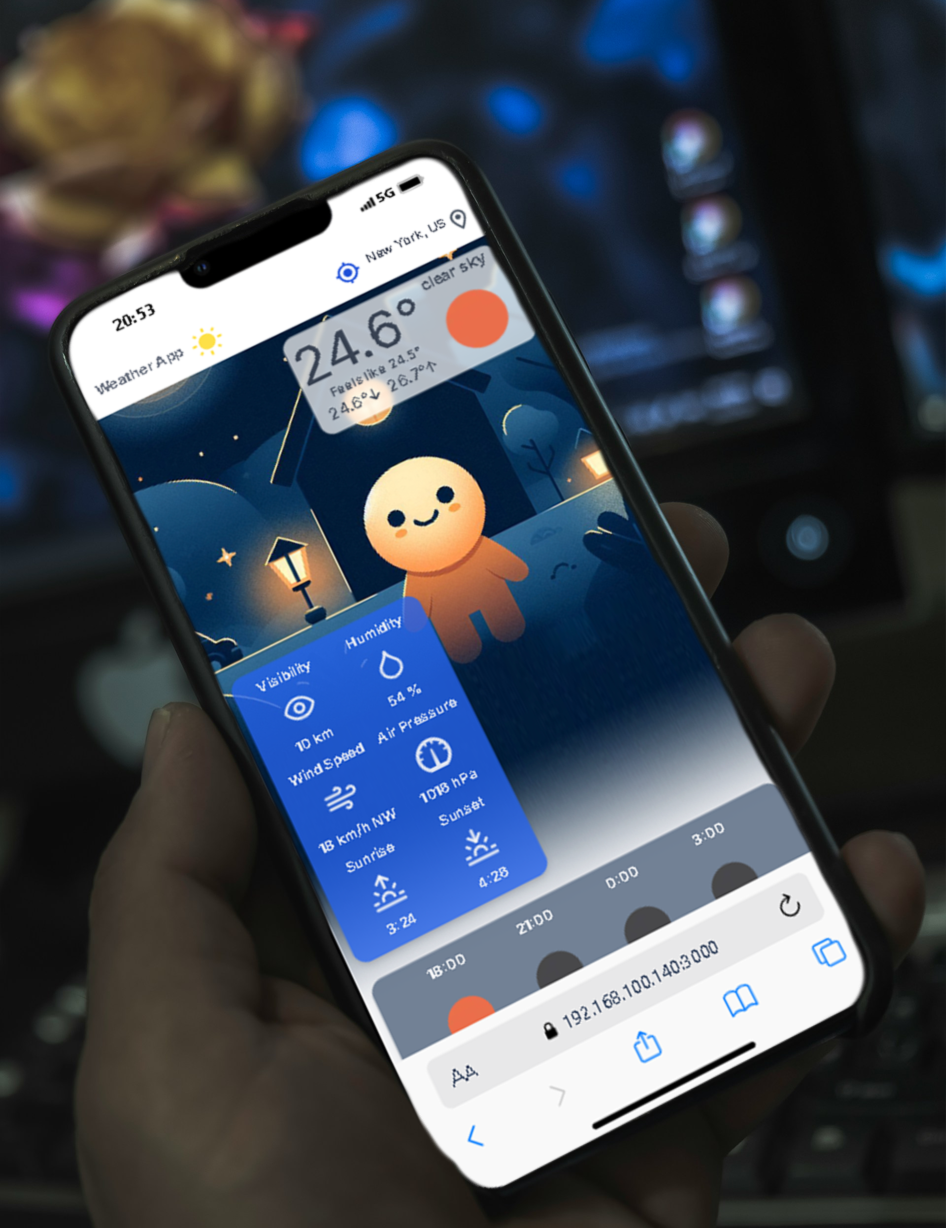 20:53
5G
Weather App
New York, US
24.6°
clear sky
Feels like 24.5°
24.6°↓ 26.7°↑
Visibility
Humidity
10 km
54 %
Wind Speed
Air Pressure
18 km/h NW
1018 hPa
Sunrise
Sunset
3:24
4:28
18:00
21:00
0:00
3:00
AA
192.168.100.140:3000